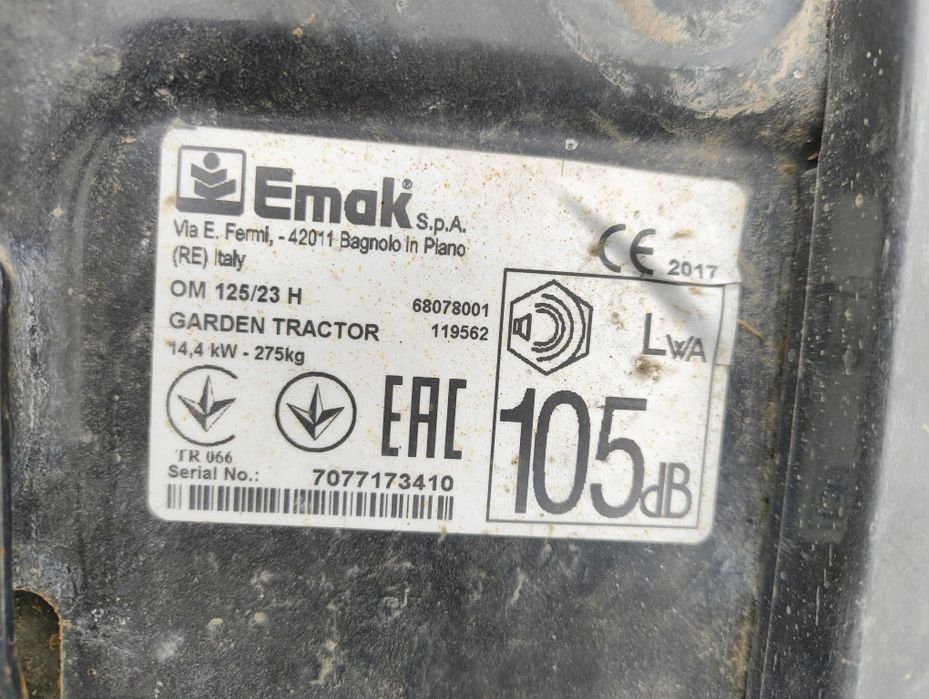 Emak® S.p.A.
Via E. Fermi, - 42011 Bagnolo in Piano
(RE) Italy
CE 2017
OM 125/23 H 68078001
GARDEN TRACTOR 119562
14,4 kW - 275kg
LWA
EAC
105dB
TR 066
Serial No.: 7077173410